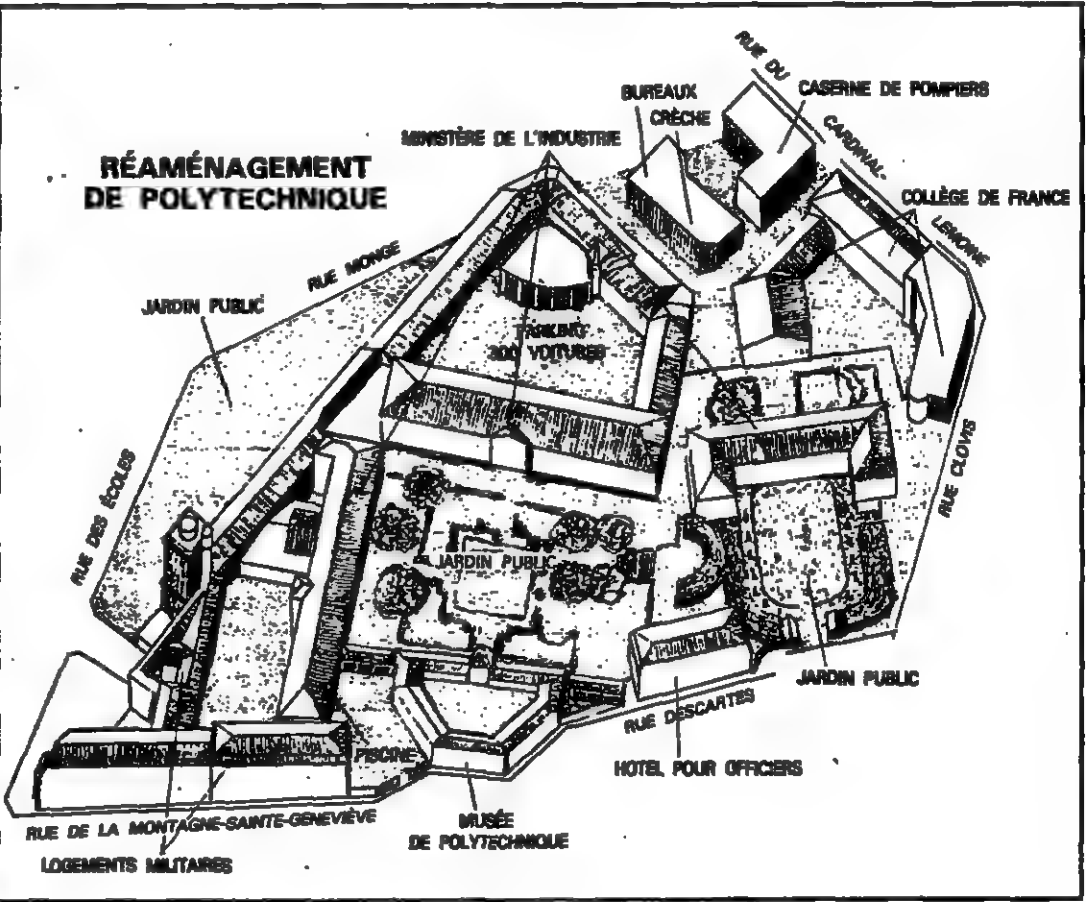 RUE DU
CARDINAL-
LEMOINE
BUREAUX
CRÈCHE
CASERNE DE POMPIERS
MINISTÈRE DE L'INDUSTRIE
RÉAMÉNAGEMENT
DE POLYTECHNIQUE
COLLÈGE DE FRANCE
RUE MONGE
JARDIN PUBLIC
PARKING
300 VOITURES
RUE DES ÉCOLES
RUE CLOVIS
JARDIN PUBLIC
JARDIN PUBLIC
RUE DESCARTES
PISCINE
HOTEL POUR OFFICIERS
RUE DE LA MONTAGNE-SAINTE-GENEVIÈVE
MUSÉE
DE POLYTECHNIQUE
LOGEMENTS MILITAIRES